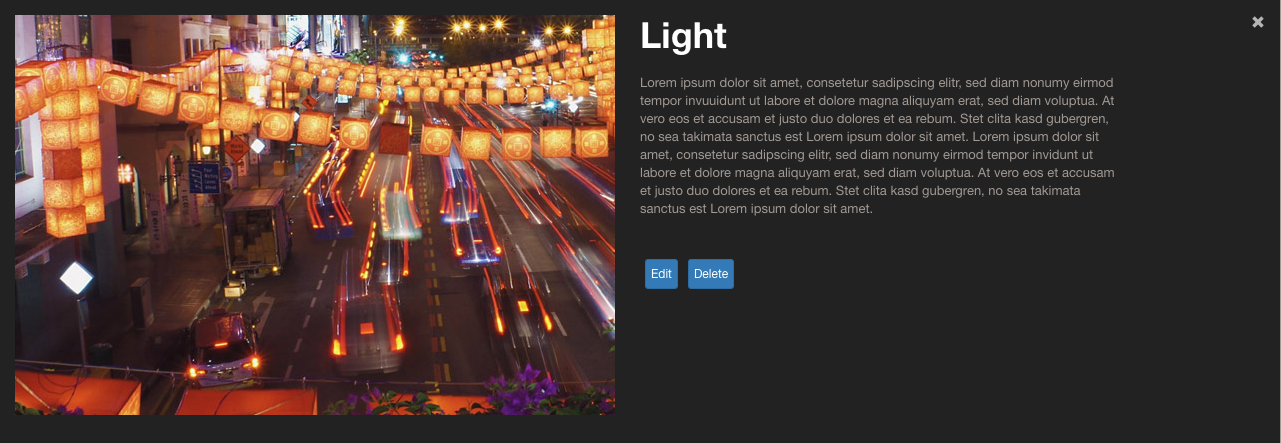 Light
✖
Lorem ipsum dolor sit amet, consetetur sadipscing elitr, sed diam nonumy eirmod
tempor invuuidunt ut labore et dolore magna aliquyam erat, sed diam voluptua. At
vero eos et accusam et justo duo dolores et ea rebum. Stet clita kasd gubergren,
no sea takimata sanctus est Lorem ipsum dolor sit amet. Lorem ipsum dolor sit
amet, consetetur sadipscing elitr, sed diam nonumy eirmod tempor invidunt ut
labore et dolore magna aliquyam erat, sed diam voluptua. At vero eos et accusam
et justo duo dolores et ea rebum. Stet clita kasd gubergren, no sea takimata
sanctus est Lorem ipsum dolor sit amet.
Edit
Delete